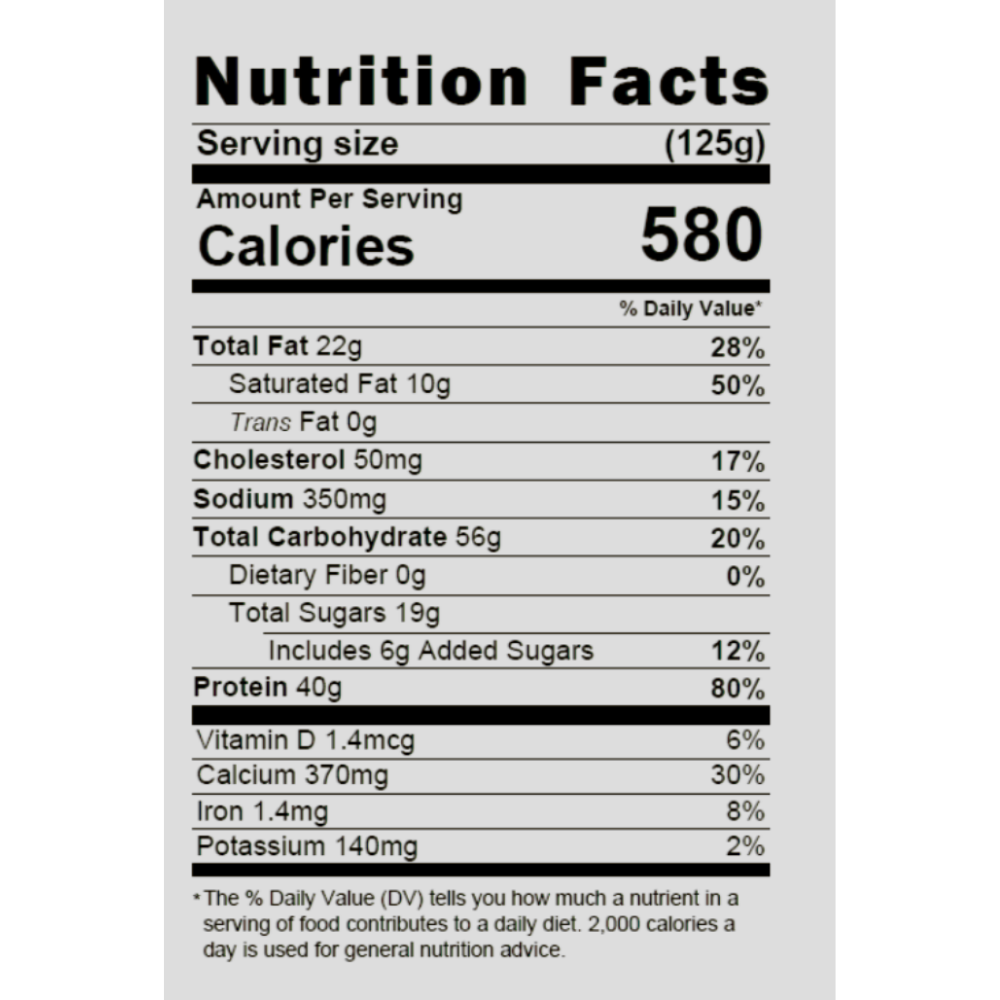 Nutrition Facts
Serving size (125g)
Amount Per Serving
Calories 580
% Daily Value*
Total Fat 22g 28%
Saturated Fat 10g 50%
Trans Fat 0g
Cholesterol 50mg 17%
Sodium 350mg 15%
Total Carbohydrate 56g 20%
Dietary Fiber 0g 0%
Total Sugars 19g
Includes 6g Added Sugars 12%
Protein 40g 80%
Vitamin D 1.4mcg 6%
Calcium 370mg 30%
Iron 1.4mg 8%
Potassium 140mg 2%
* The % Daily Value (DV) tells you how much a nutrient in a
serving of food contributes to a daily diet. 2,000 calories a
day is used for general nutrition advice.